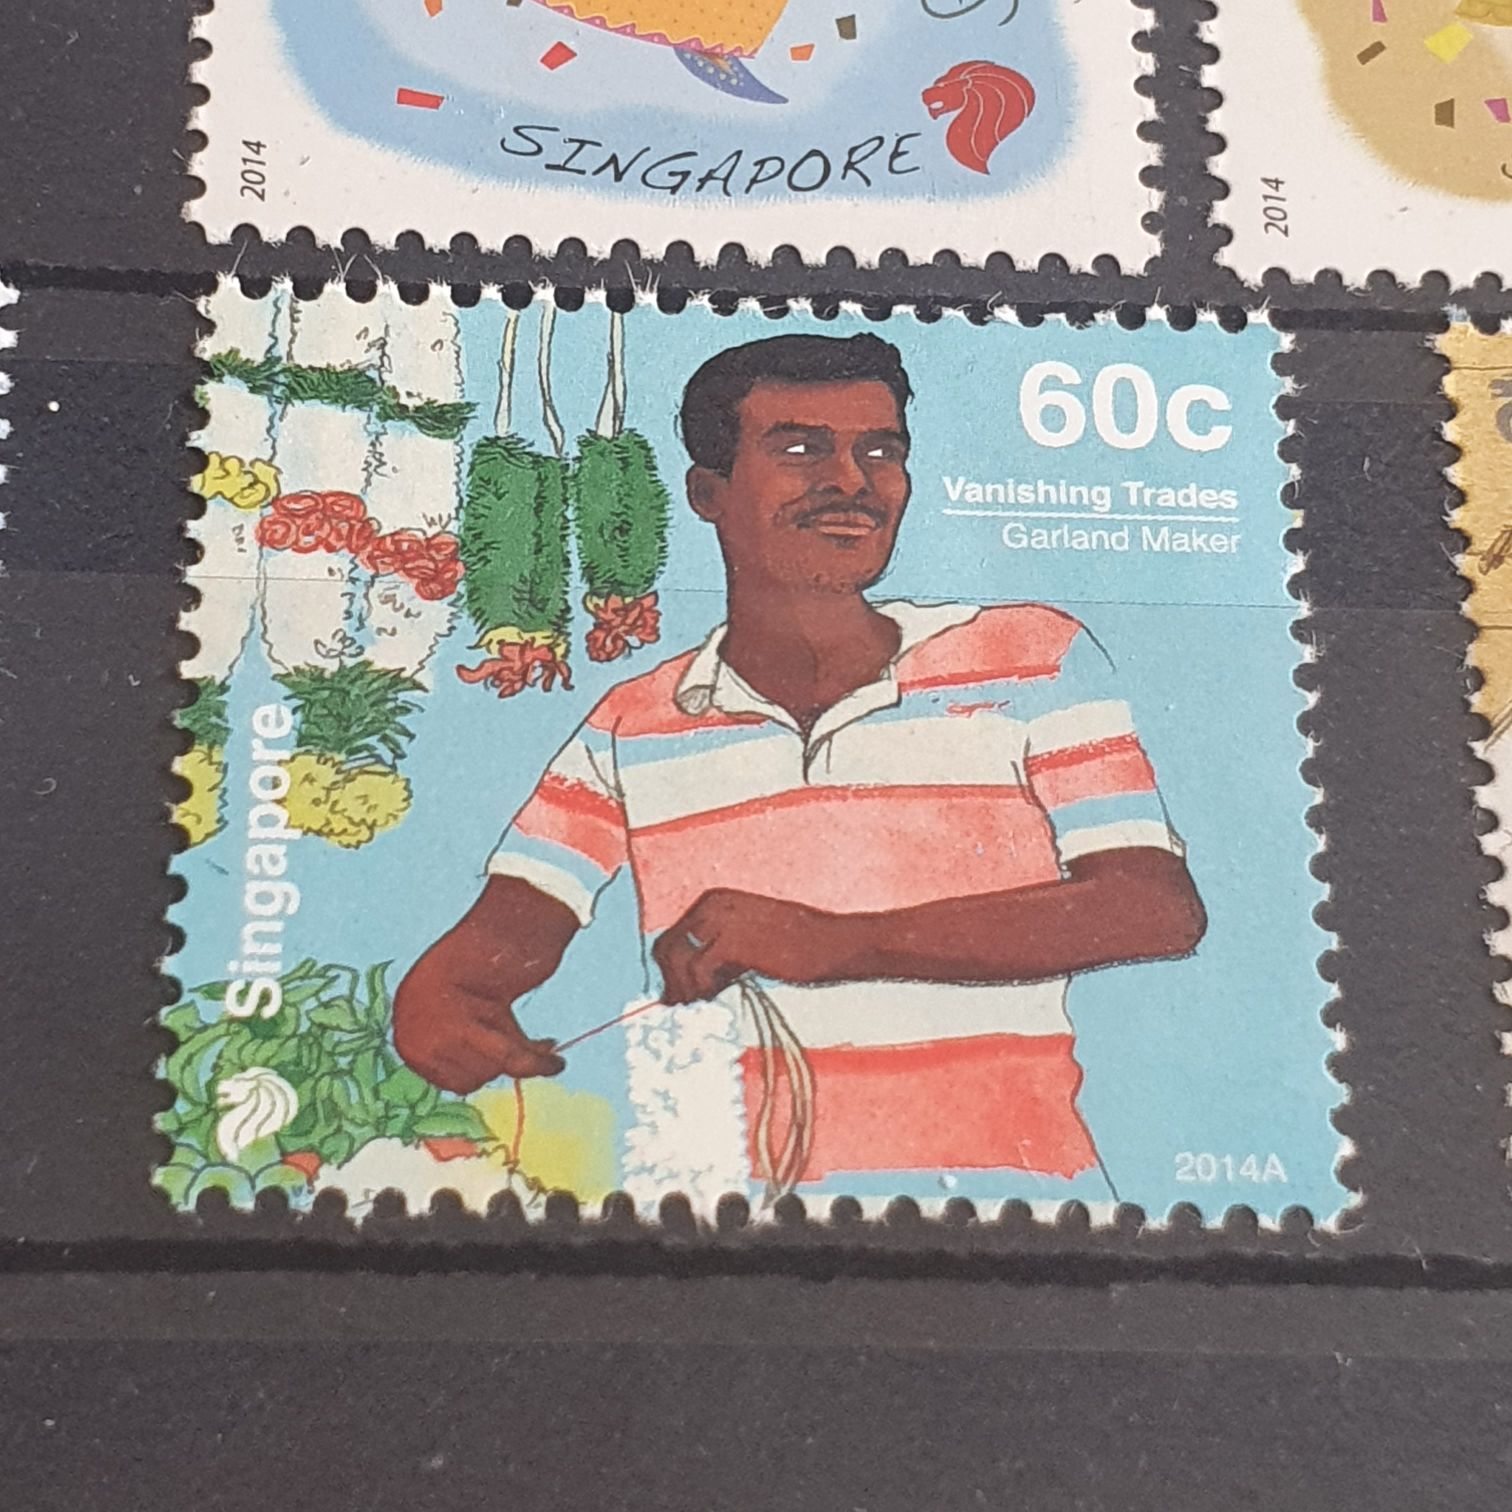 2014
SINGAPORE
2014
60c
Vanishing Trades
Garland Maker
Singapore
2014A